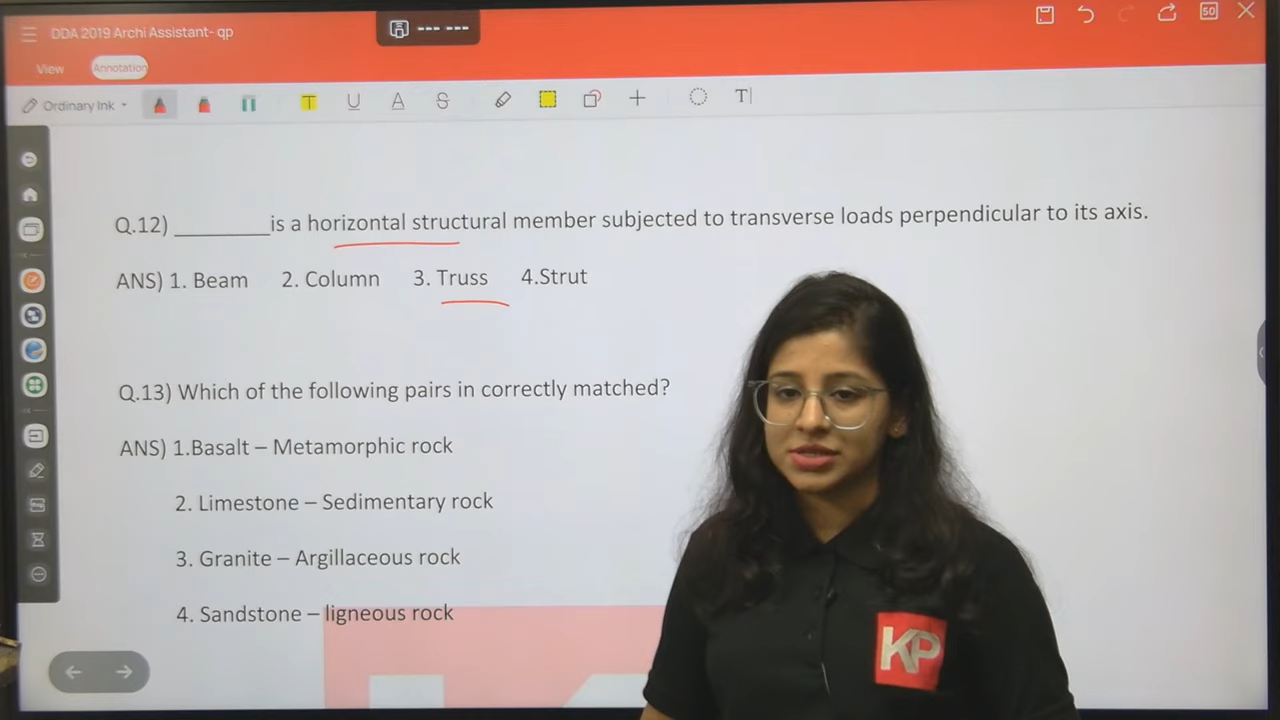 DDA 2019 Archi Assistant- qp
50
View
Annotation
Ordinary Ink
T U A S T
Q.12) ________is a horizontal structural member subjected to transverse loads perpendicular to its axis.
ANS) 1. Beam 2. Column 3. Truss 4.Strut
Q.13) Which of the following pairs in correctly matched?
ANS) 1.Basalt – Metamorphic rock
2. Limestone – Sedimentary rock
3. Granite – Argillaceous rock
4. Sandstone – ligneous rock
KP